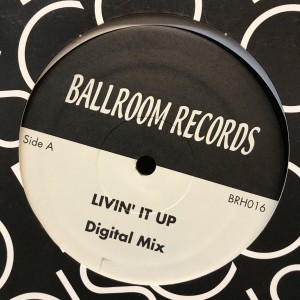 BALLROOM RECORDS
Side A
BRH016
LIVIN' IT UP
Digital Mix